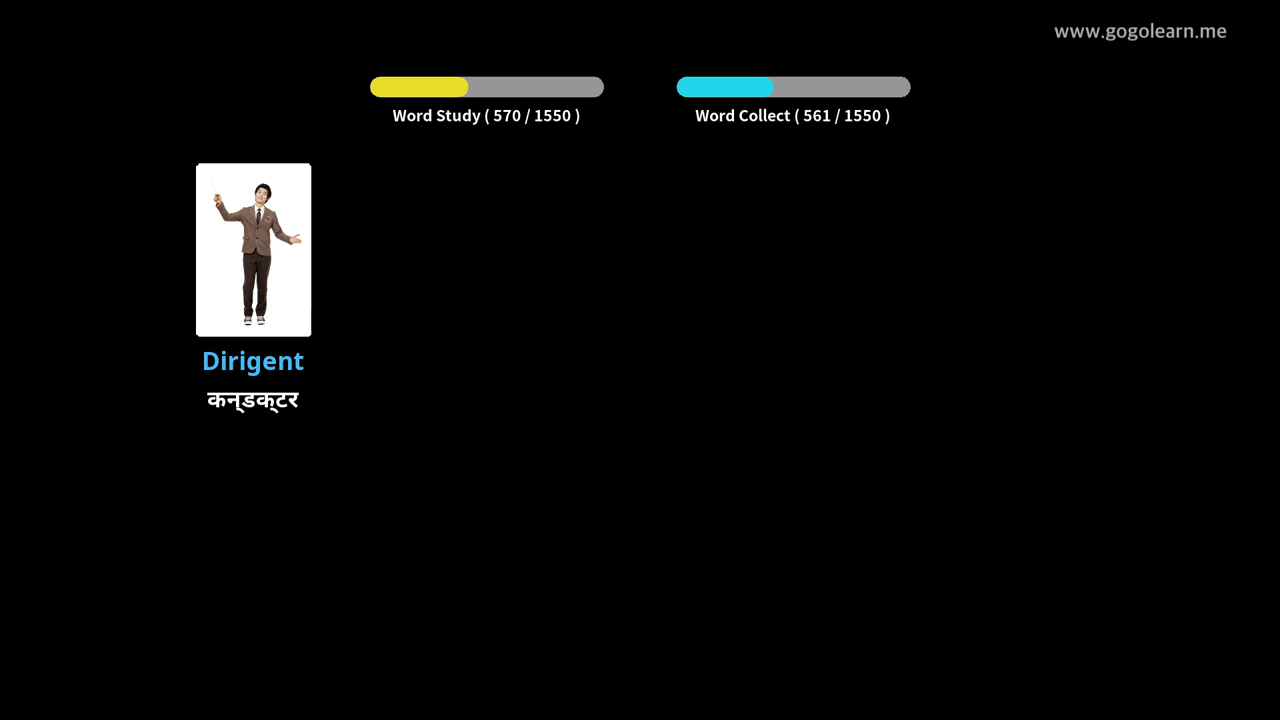 www.gogolearn.me
Word Study ( 570 / 1550 )
Word Collect ( 561 / 1550 )
Dirigent
कन्डक्टर